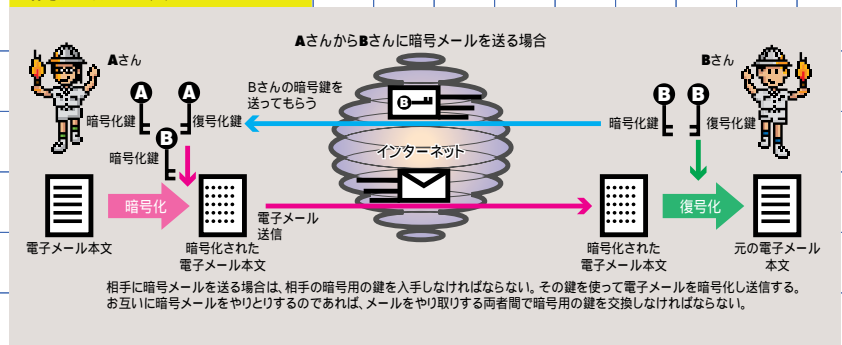 AさんからBさんに暗号メールを送る場合
Aさん
Bさん
A
A
Bさんの暗号鍵を
送ってもらう
B
B
B
暗号化鍵
復号化鍵
B
暗号化鍵
暗号化鍵
復号化鍵
インターネット
暗号化
電子メール
送信
復号化
電子メール本文
暗号化された
電子メール本文
暗号化された
電子メール本文
元の電子メール
本文
相手に暗号メールを送る場合は、相手の暗号用の鍵を入手しなければならない。その鍵を使って電子メールを暗号化し送信する。
お互いに暗号メールをやりとりするのであれば、メールをやり取りする両者間で暗号用の鍵を交換しなければならない。